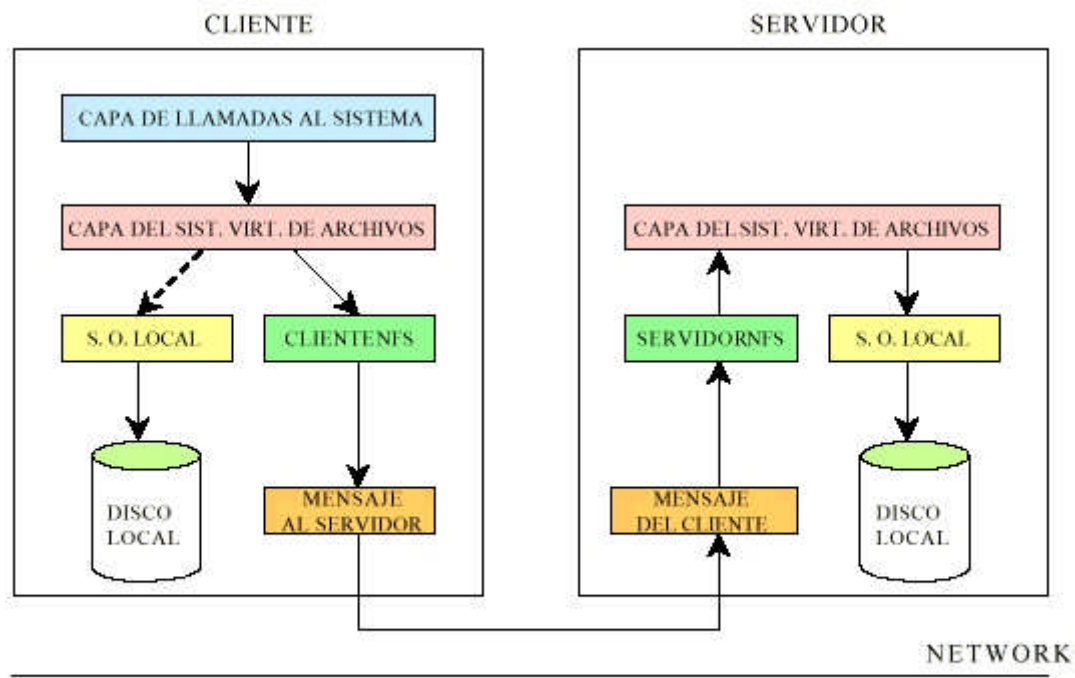 CLIENTE
SERVIDOR
CAPA DE LLAMADAS AL SISTEMA
CAPA DEL SIST. VIRT. DE ARCHIVOS
CAPA DEL SIST. VIRT. DE ARCHIVOS
S. O. LOCAL
CLIENTENFS
SERVIDORNFS
S. O. LOCAL
DISCO
LOCAL
MENSAJE
AL SERVIDOR
MENSAJE
DEL CLIENTE
DISCO
LOCAL
NETWORK